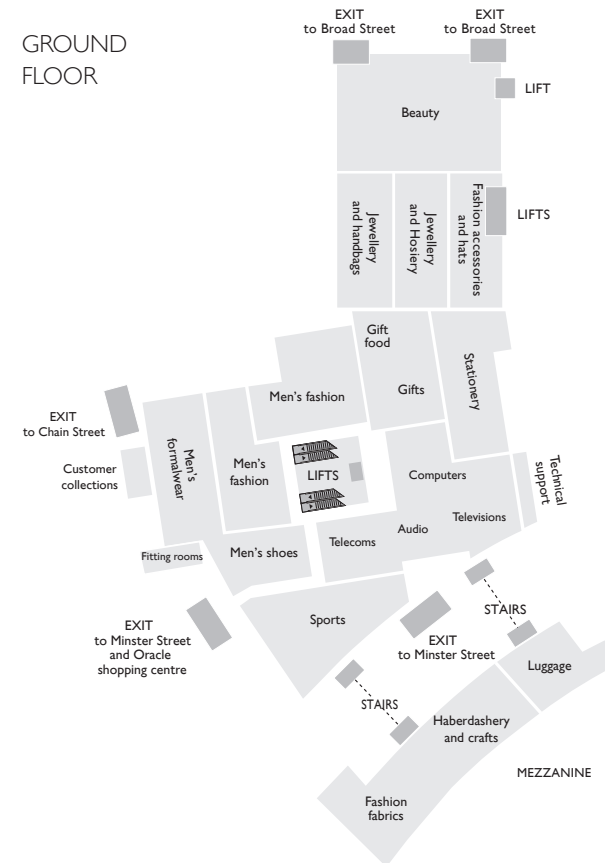 GROUND
FLOOR
EXIT
to Broad Street
EXIT
to Broad Street
LIFT
Beauty
Jewellery
and handbags
Jewellery
and Hosiery
Fashion accessories
and hats
LIFTS
Gift
food
Gifts
Stationery
Men's fashion
EXIT
to Chain Street
Men's
formalwear
Customer
collections
Men's
fashion
LIFTS
Computers
Technical
support
Televisions
Audio
Telecoms
Men's shoes
Fitting rooms
Sports
STAIRS
EXIT
to Minster Street
and Oracle
shopping centre
EXIT
to Minster Street
Luggage
STAIRS
Haberdashery
and crafts
MEZZANINE
Fashion
fabrics